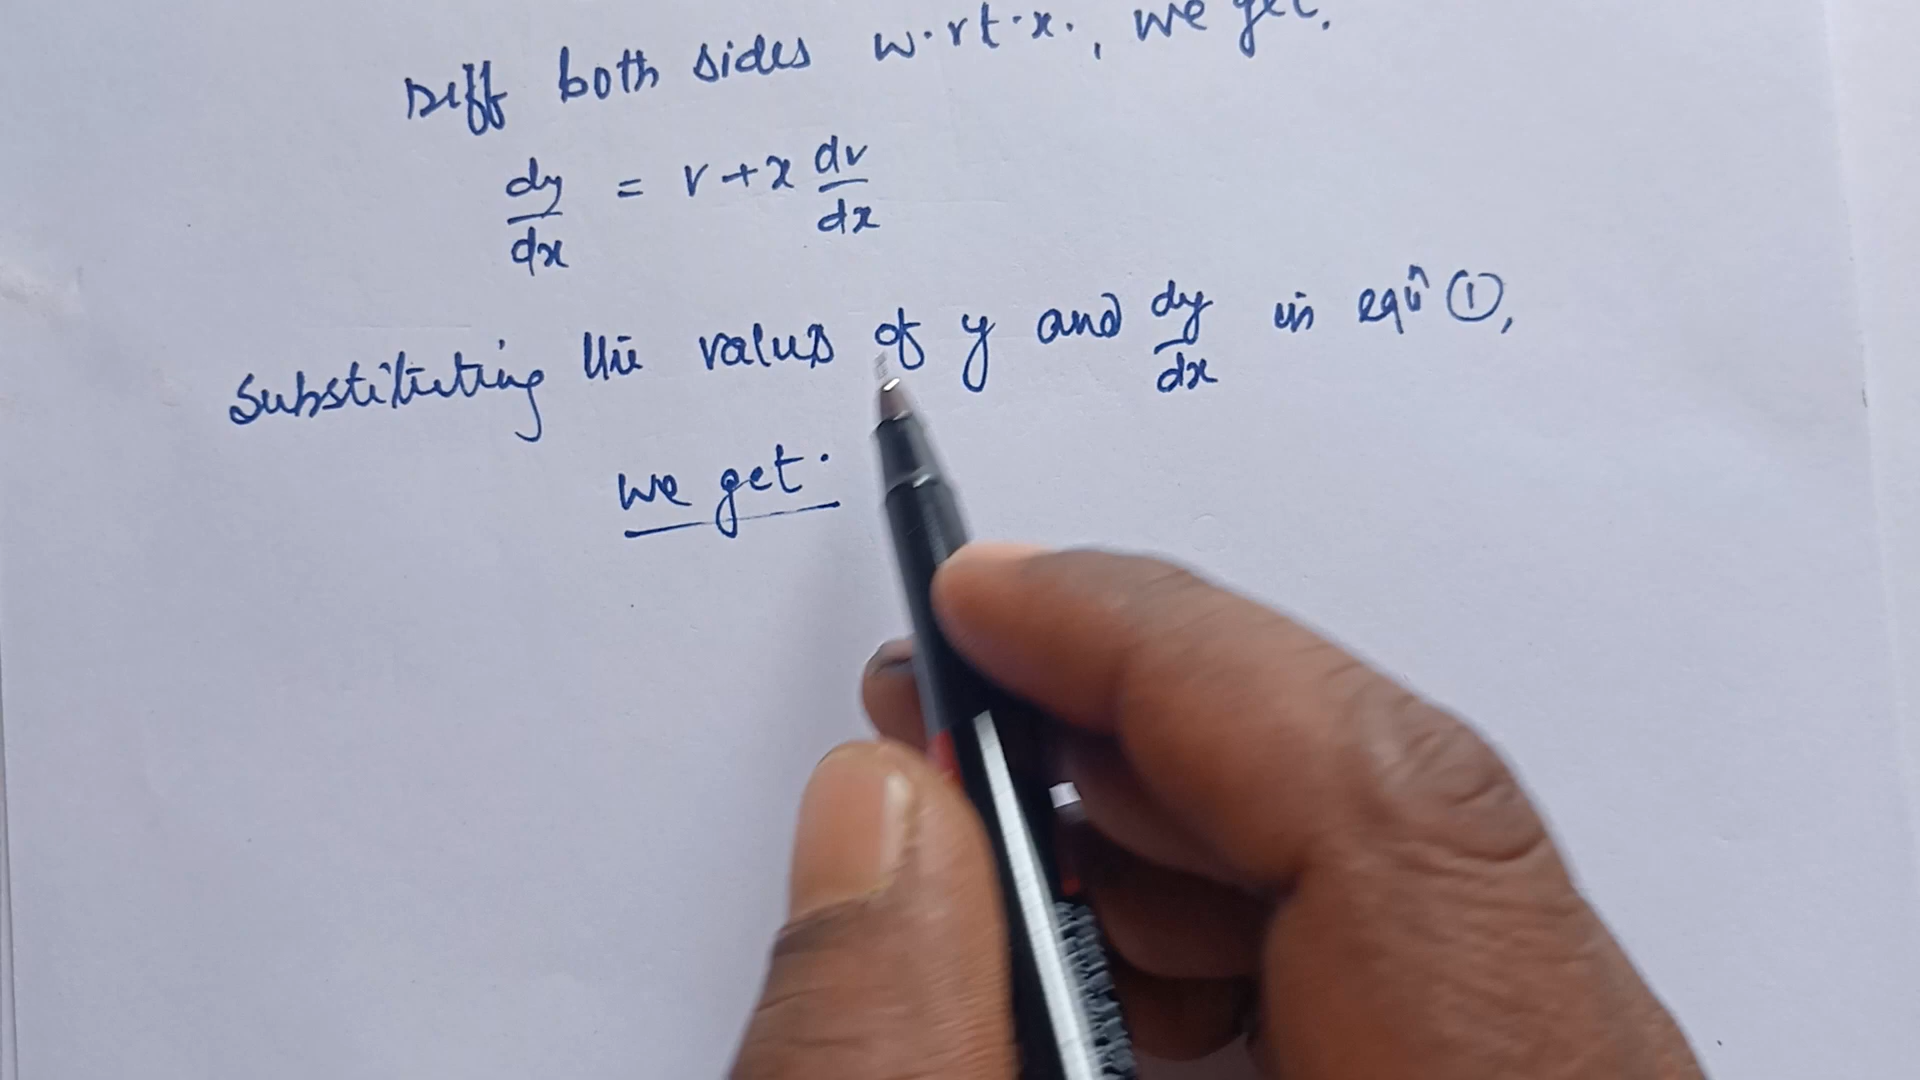 Diff both sides w.r.t.x., we get.
dy/dx = v + x dv/dx
Substituting the values of y and dy/dx in eqn ①,
we get.